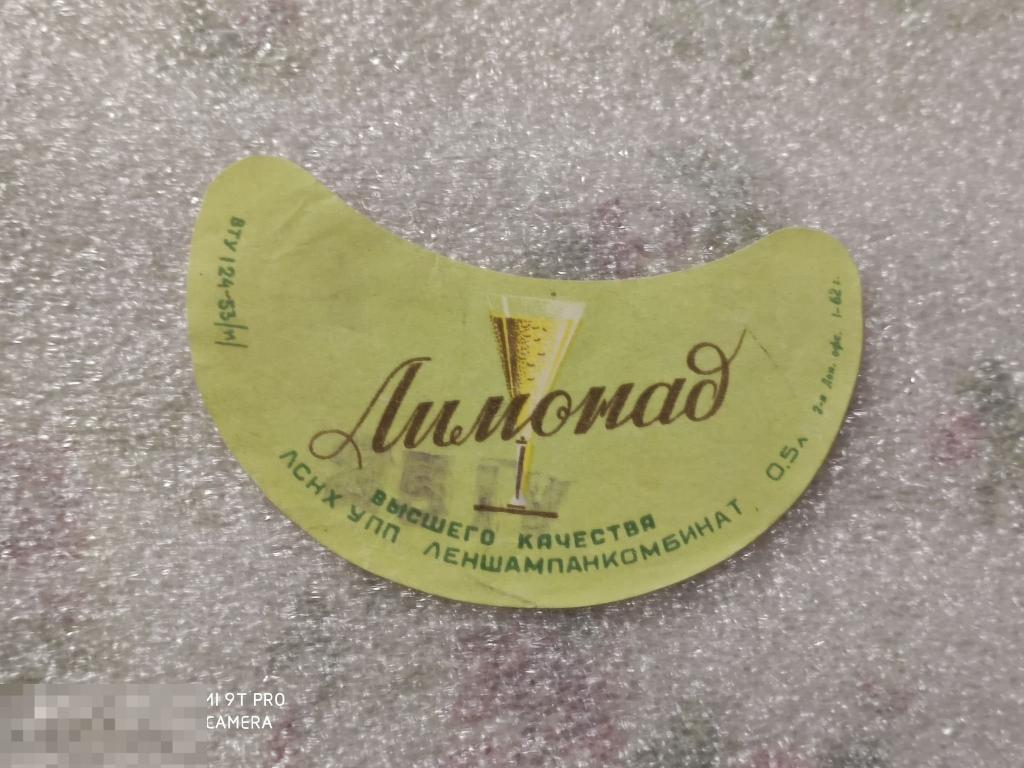 ВТУ 124-53/п/
Лимонад
ВЫСШЕГО КАЧЕСТВА
ЛСНХ УПП ЛЕНШАМПАНКОМБИНАТ 0.5л
2-я Лен. офс. 1-62 г.
MI 9T PRO
CAMERA